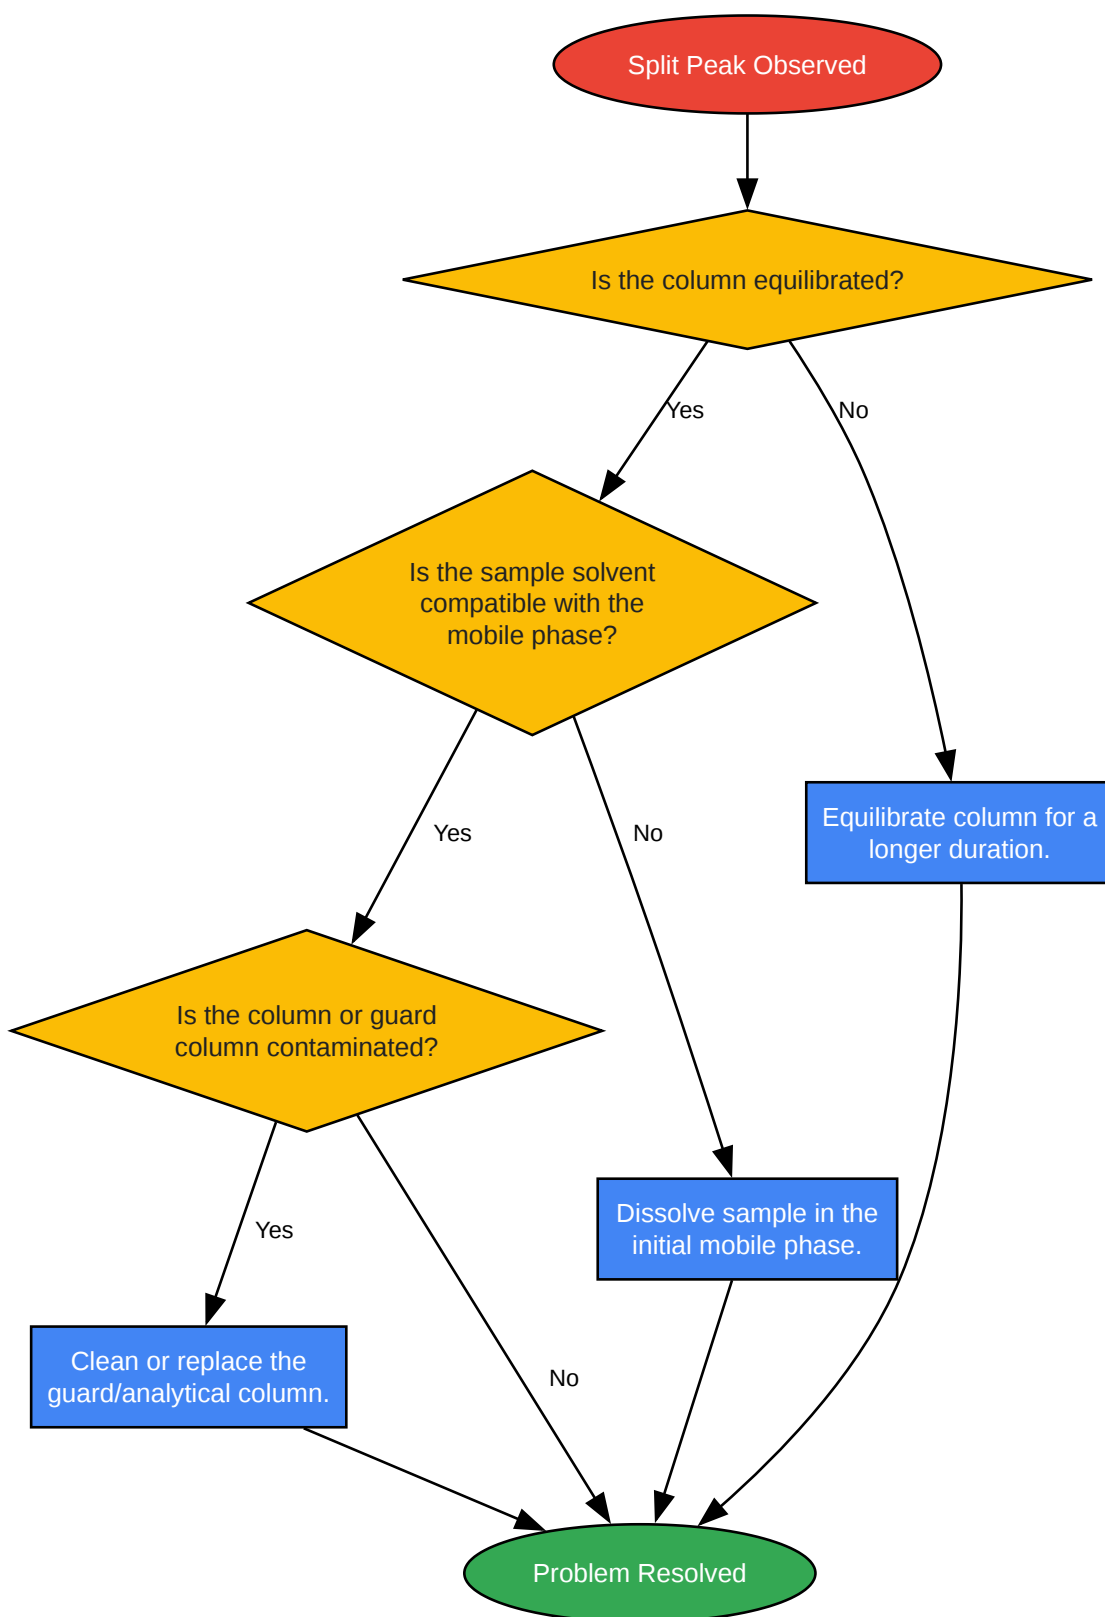 Split Peak Observed
Is the column equilibrated?
Yes
No
Is the sample solvent
compatible with the
mobile phase?
Equilibrate column for a
longer duration.
Yes
No
Is the column or guard
column contaminated?
Dissolve sample in the
initial mobile phase.
Yes
Clean or replace the
guard/analytical column.
No
Problem Resolved